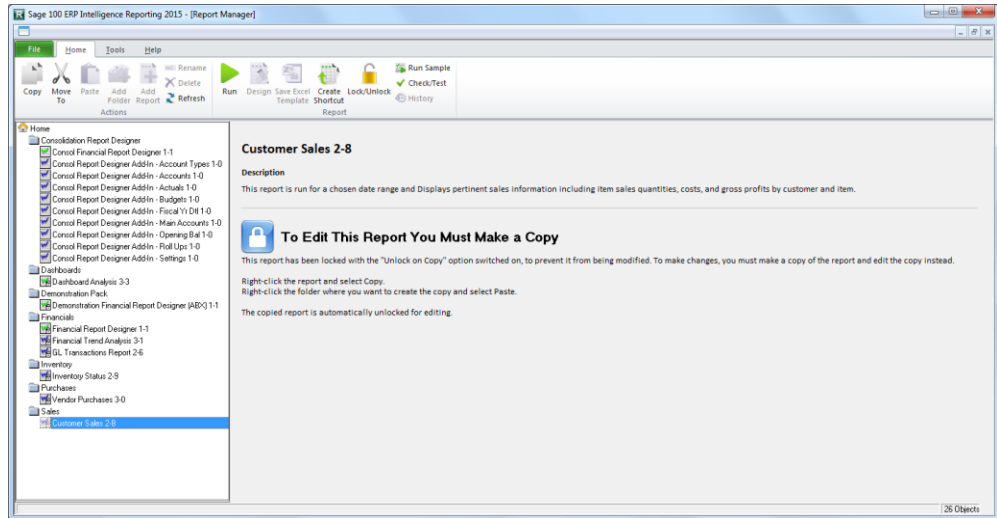 Sage 100 ERP Intelligence Reporting 2015 - [Report Manager]
File Home Tools Help
Copy Move To Paste Add Folder Add Report Rename Delete Refresh Run Design Save Excel Template Create Shortcut Lock/Unlock Run Sample Check/Test History
Actions Report
Home
Consolidation Report Designer
Consol Financial Report Designer 1-1
Consol Report Designer Add-In - Account Types 1-0
Consol Report Designer Add-In - Accounts 1-0
Consol Report Designer Add-In - Actuals 1-0
Consol Report Designer Add-In - Budgets 1-0
Consol Report Designer Add-In - Fiscal Yr Dtl 1-0
Consol Report Designer Add-In - Main Accounts 1-0
Consol Report Designer Add-In - Opening Bal 1-0
Consol Report Designer Add-In - Roll Ups 1-0
Consol Report Designer Add-In - Settings 1-0
Dashboards
Dashboard Analysis 3-3
Demonstration Pack
Demonstration Financial Report Designer (ABX) 1-1
Financials
Financial Report Designer 1-1
Financial Trend Analysis 3-1
GL Transactions Report 2-6
Inventory
Inventory Status 2-9
Purchases
Vendor Purchases 3-0
Sales
Customer Sales 2-8
Customer Sales 2-8
Description
This report is run for a chosen date range and Displays pertinent sales information including item sales quantities, costs, and gross profits by customer and item.
To Edit This Report You Must Make a Copy
This report has been locked with the "Unlock on Copy" option switched on, to prevent it from being modified. To make changes, you must make a copy of the report and edit the copy instead.
Right-click the report and select Copy.
Right-click the folder where you want to create the copy and select Paste.
The copied report is automatically unlocked for editing.
26 Objects